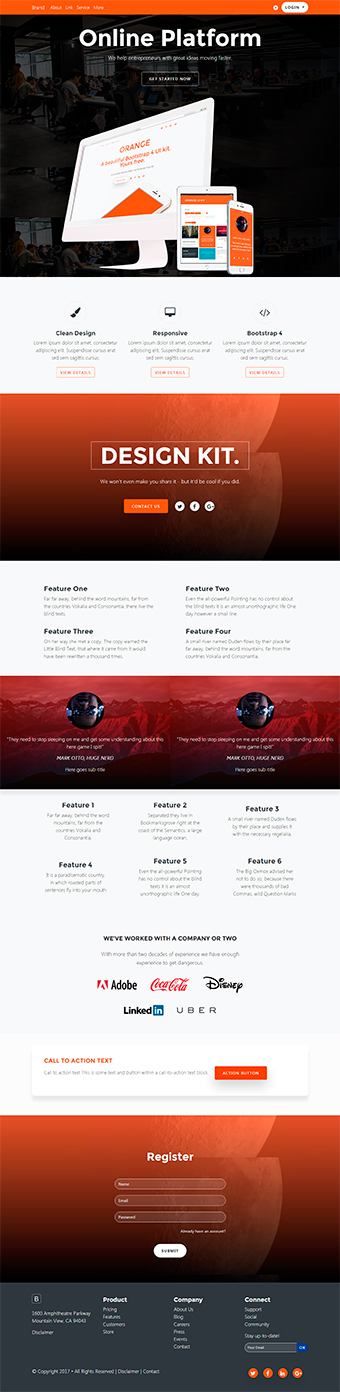 Brand About Link Service More LOGIN
Online Platform
We help entrepreneurs with great ideas moving faster.
GET STARTED NOW
ORANGE
A beautiful Bootstrap 4 UI kit.
Yours free.
Clean Design
Lorem ipsum dolor sit amet, consectetur
adipiscing elit. Suspendisse cursus erat
sed sem sagittis cursus.
VIEW DETAILS
Responsive
Lorem ipsum dolor sit amet, consectetur
adipiscing elit. Suspendisse cursus erat
sed sem sagittis cursus.
VIEW DETAILS
Bootstrap 4
Lorem ipsum dolor sit amet, consectetur
adipiscing elit. Suspendisse cursus erat
sed sem sagittis cursus.
VIEW DETAILS
DESIGN KIT.
We won't even make you share it - but it'd be cool if you did.
CONTACT US
Feature One
Far far away, behind the word mountains, far from
the countries Vokalia and Consonantia, there live the
blind texts.
Feature Two
Even the all-powerful Pointing has no control about
the blind texts it is an almost unorthographic life One
day however a small line.
Feature Three
On her way she met a copy. The copy warned the
Little Blind Text, that where it came from it would
have been rewritten a thousand times.
Feature Four
A small river named Duden flows by their place far
far away, behind the word mountains, far from the
countries Vokalia and Consonantia.
"They need to stop sleeping on me and get some understanding about this
here game I spit!"
MARK OTTO, HUGE NERD
Here goes sub title
"They need to stop sleeping on me and get some understanding about this
here game I spit!"
MARK OTTO, HUGE NERD
Here goes sub title
Feature 1
Far far away, behind the word
mountains, far from the
countries Vokalia and
Consonantia.
Feature 2
Separated they live in
Bookmarksgrove right at the
coast of the Semantics, a large
language ocean.
Feature 3
A small river named Duden flows
by their place and supplies it
with the necessary regelialia.
Feature 4
It is a paradisematic country,
in which roasted parts of
sentences fly into your mouth
Feature 5
Even the all-powerful Pointing
has no control about the blind
texts it is an almost
unorthographic life One day.
Feature 6
The Big Oxmox advised her
not to do so, because there
were thousands of bad
Commas, wild Question Marks
WE'VE WORKED WITH A COMPANY OR TWO
With more than two decades of experience we have enough
experience to get dangerous.
Adobe Coca-Cola Disney
Linked in UBER
CALL TO ACTION TEXT
Call to action text This is some text and button within a call-to-action text block.
ACTION BUTTON
Register
Name
Email
Password
Already have an account?
SUBMIT
B
1600 Amphitheatre Parkway
Mountain View, CA 94043
Disclaimer
Product
Pricing
Features
Customers
Store
Company
About Us
Blog
Careers
Press
Events
Contact
Connect
Support
Social
Community
Stay up-to-date!
Your Email OK
© Copyright 2017 • All Rights Reserved | Disclaimer | Contact